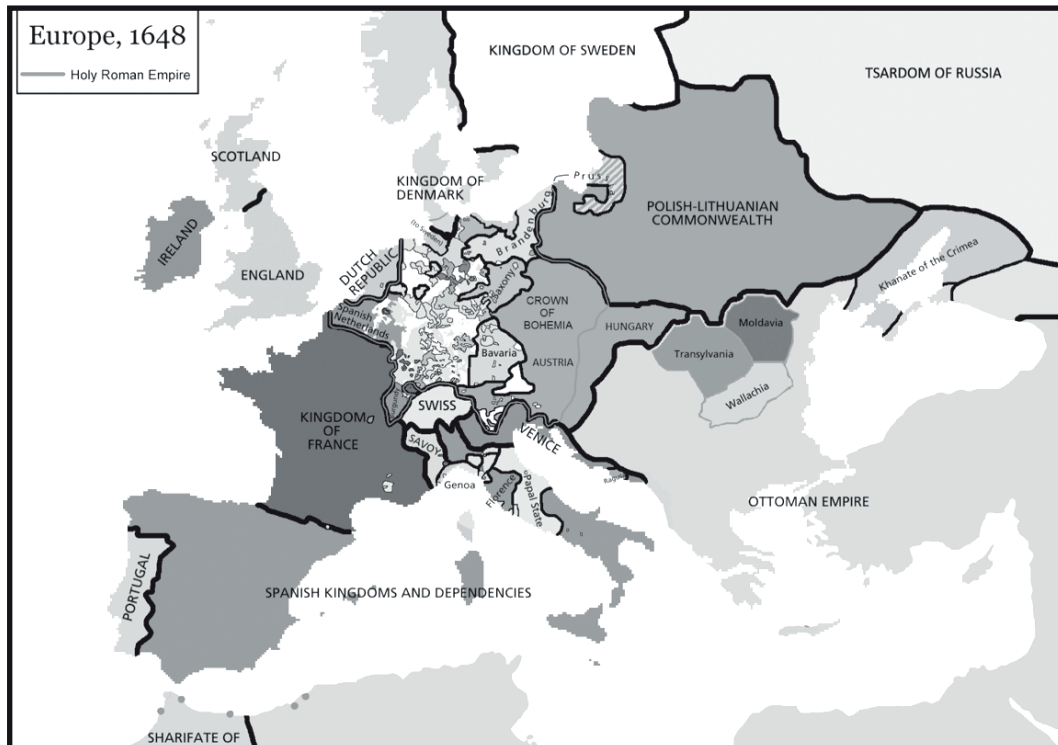 Europe, 1648
Holy Roman Empire
KINGDOM OF SWEDEN
TSARDOM OF RUSSIA
SCOTLAND
KINGDOM OF
DENMARK
POLISH-LITHUANIAN
COMMONWEALTH
IRELAND
ENGLAND
DUTCH
REPUBLIC
(to Sweden)
Brandenburg
Saxony
Khanate of the Crimea
Spanish
Netherlands
CROWN
OF
BOHEMIA
HUNGARY
Moldavia
Bavaria
AUSTRIA
Transylvania
Wallachia
KINGDOM
OF
FRANCE
SWISS
SAVOY
VENICE
Genoa
Florence
Papal State
OTTOMAN EMPIRE
PORTUGAL
SPANISH KINGDOMS AND DEPENDENCIES
SHARIFATE OF